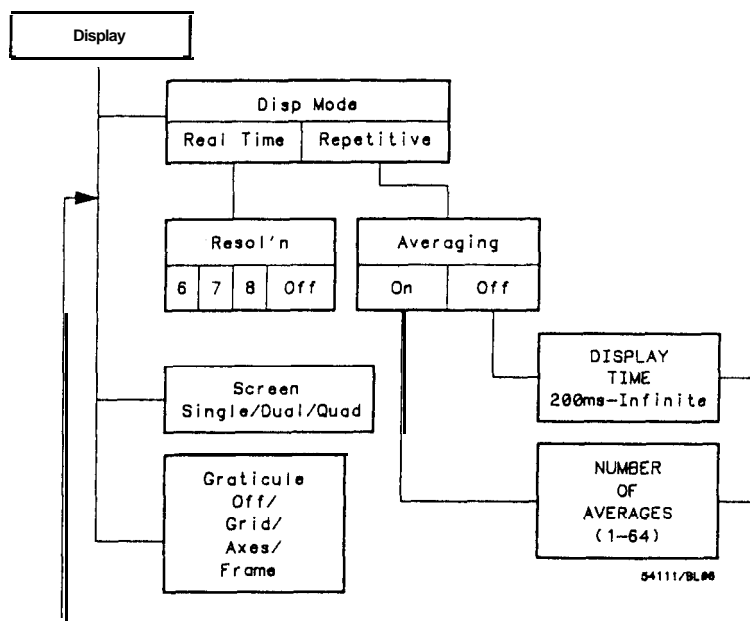 Display
Disp Mode
Real Time Repetitive
Resol'n
6 7 8 Off
Averaging
On Off
DISPLAY
TIME
200ms-Infinite
Screen
Single/Dual/Quad
Graticule
Off/
Grid/
Axes/
Frame
NUMBER
OF
AVERAGES
(1-64)
54111/BL06